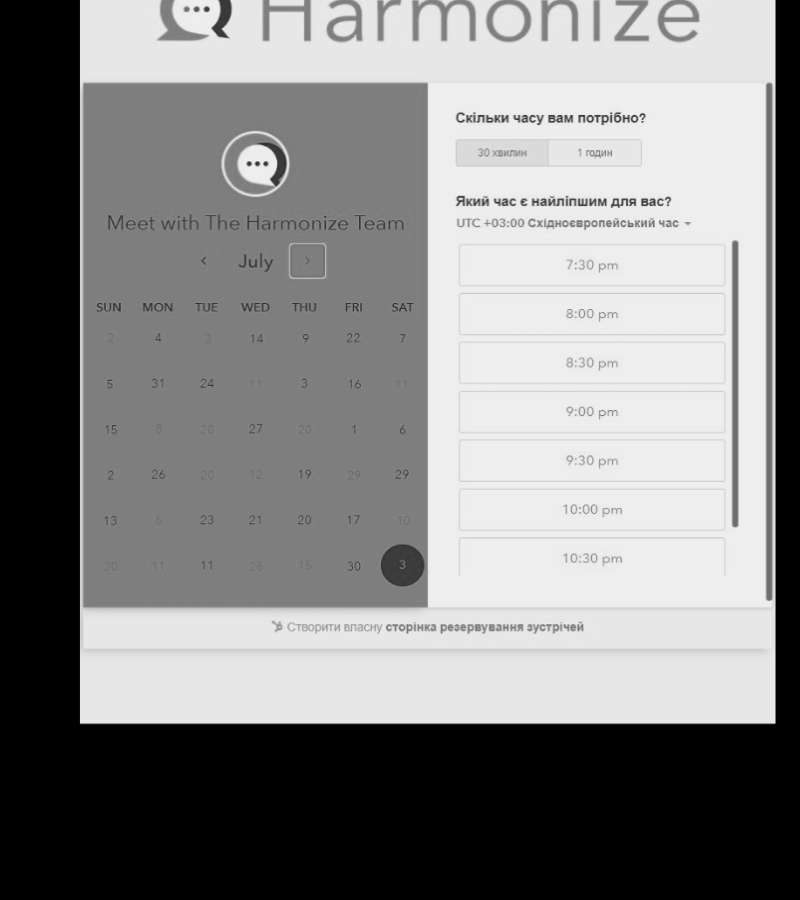 Harmonize
Meet with The Harmonize Team
July
SUN MON TUE WED THU FRI SAT
2 4 3 14 9 22 7
5 31 24 11 3 16 11
15 8 20 27 20 1 6
2 26 20 12 19 29 29
13 6 23 21 20 17 10
30 11 11 28 15 30 3
Скільки часу вам потрібно?
30 хвилин 1 годин
Який час є найліпшим для вас?
UTC +03:00 Східноєвропейський час
7:30 pm
8:00 pm
8:30 pm
9:00 pm
9:30 pm
10:00 pm
10:30 pm
Створити власну сторінка резервування зустрічей